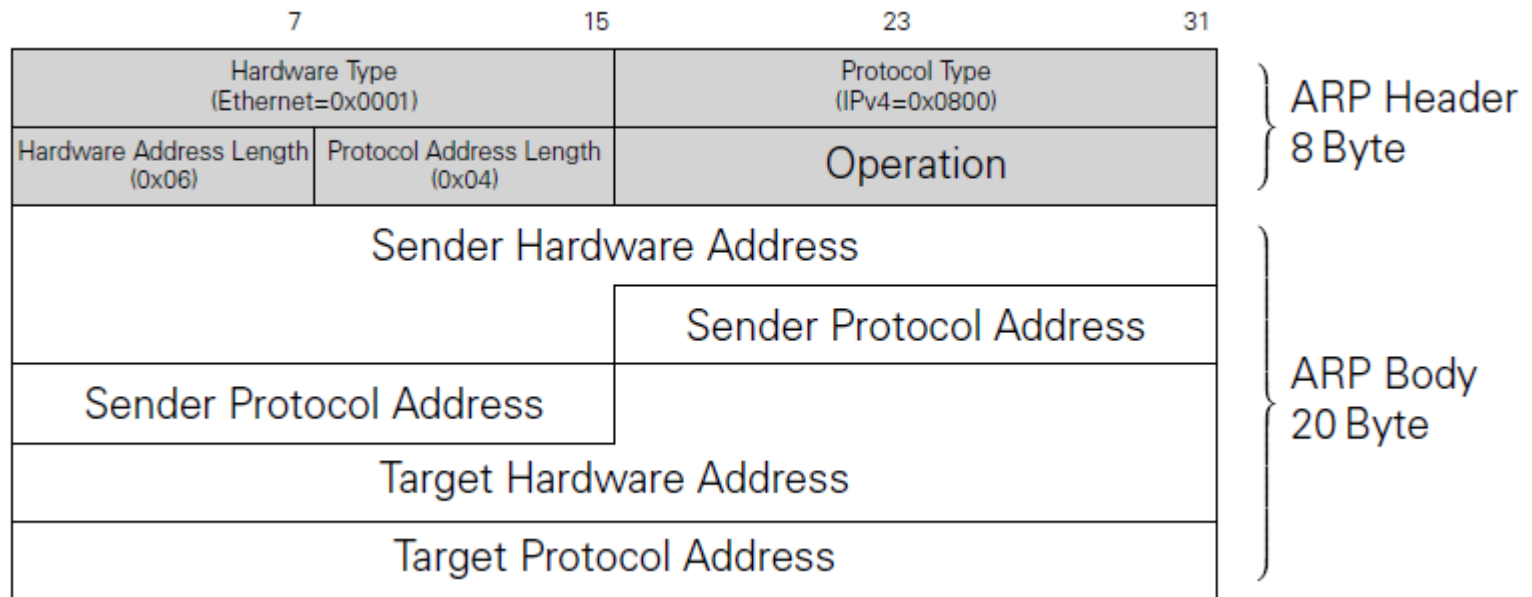 7 15 23 31
Hardware Type
(Ethernet=0x0001)
Protocol Type
(IPv4=0x0800)
ARP Header
8 Byte
Hardware Address Length
(0x06)
Protocol Address Length
(0x04)
Operation
Sender Hardware Address
Sender Protocol Address
Sender Protocol Address
ARP Body
20 Byte
Target Hardware Address
Target Protocol Address